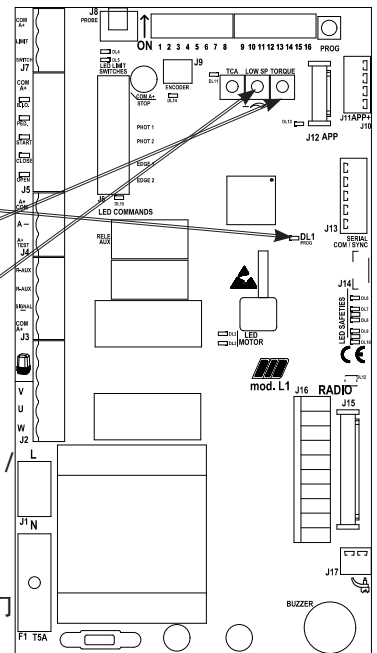 J8
PROBE
ON
1 2 3 4 5 6 7 8 9 10 11 12 13 14 15 16
PROG
COM
A+
LIMIT
SWITCH
J7
DL4
DL5
LED LIMIT
SWITCHES
J9
ENCODER
COM A+
STOP
DL14
DL11
TCA
LOW SP
TORQUE
DL13
J12 APP
J11APP+
J10
COM
A+
B.I.O.
PED.
START
CLOSE
OPEN
J5
PHOT 1
PHOT 2
EDGE 1
EDGE 2
J6
DL15
LED COMMANDS
A+
COM
A-
A+
TEST
J4
R-AUX
R-AUX
SIGNAL
COM
A+
J3
RELE
AUX
J13
SERIAL
COM / SYNC
DL1
PROG
J14
LED SAFETIES
DL6
DL7
DL8
DL9
DL10
CE
DL2
DL3
LED
MOTOR
mod. L1
DL12
J16
RADIO
J15
V
U
W
J2
L
/
J1
N
F1 T5A
J17
BUZZER